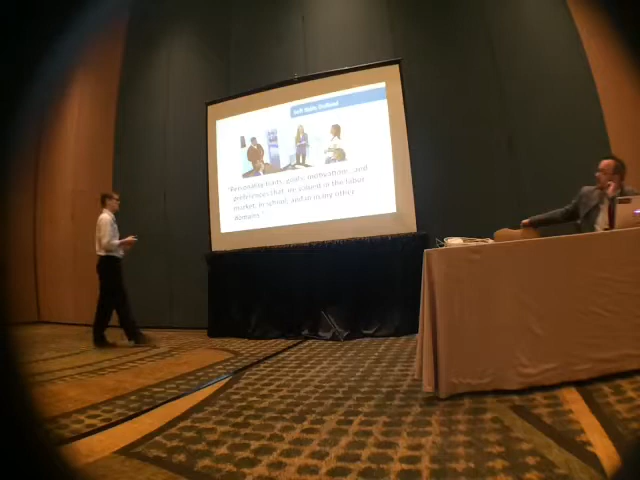 Soft Skills, Defined
"Personality traits, goals, motivations, and
preferences that are valued in the labor
market, in school, and in many other
domains."